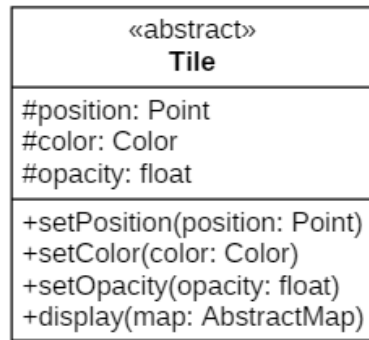 «abstract»
Tile
#position: Point
#color: Color
#opacity: float
+setPosition(position: Point)
+setColor(color: Color)
+setOpacity(opacity: float)
+display(map: AbstractMap)